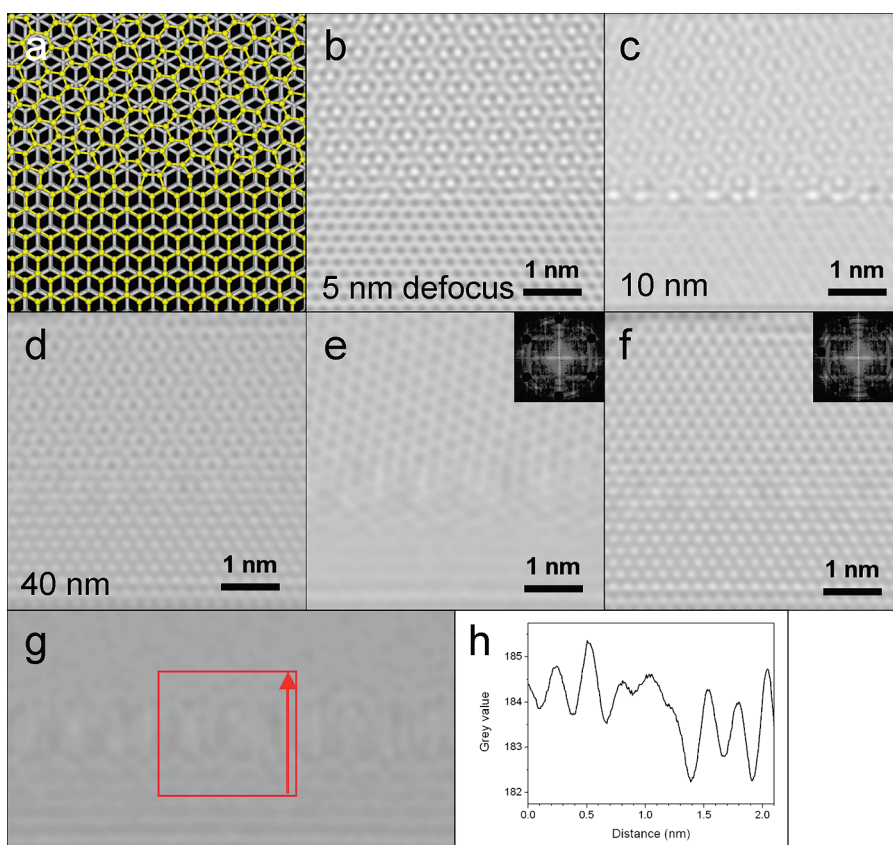 a
b
c
1 nm
5 nm defocus
1 nm
10 nm
d
e
f
1 nm
40 nm
1 nm
1 nm
g
h
185
184
183
182
Grey value
0.0
0.5
1.0
1.5
2.0
Distance (nm)